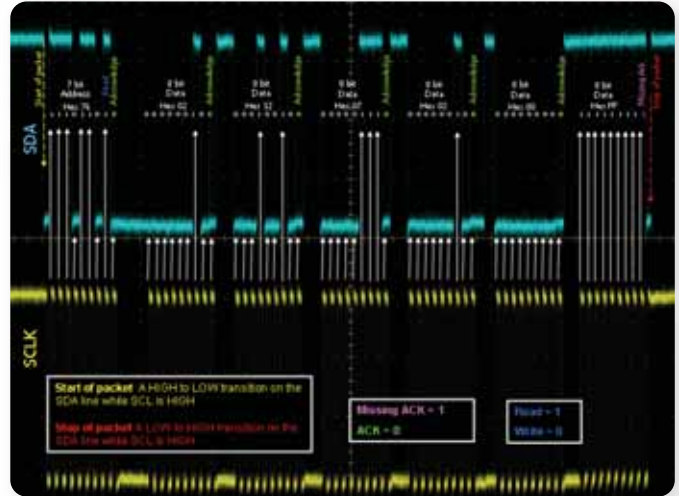 Start of packet
7 bit
Address
Hex 76
Read
Acknowledge
8 bit
Data
Hex 02
Acknowledge
8 bit
Data
Hex 12
Acknowledge
8 bit
Data
Hex 07
Acknowledge
8 bit
Data
Hex 02
Acknowledge
8 bit
Data
Hex 00
Acknowledge
8 bit
Data
Hex FF
Missing Ack
Stop of packet
SDA
SCLK
Start of packet A HIGH to LOW transition on the
SDA line while SCL is HIGH
Stop of packet A LOW to HIGH transition on the
SDA line while SCL is HIGH
Missing ACK = 1
ACK = 0
Read = 1
Write = 0